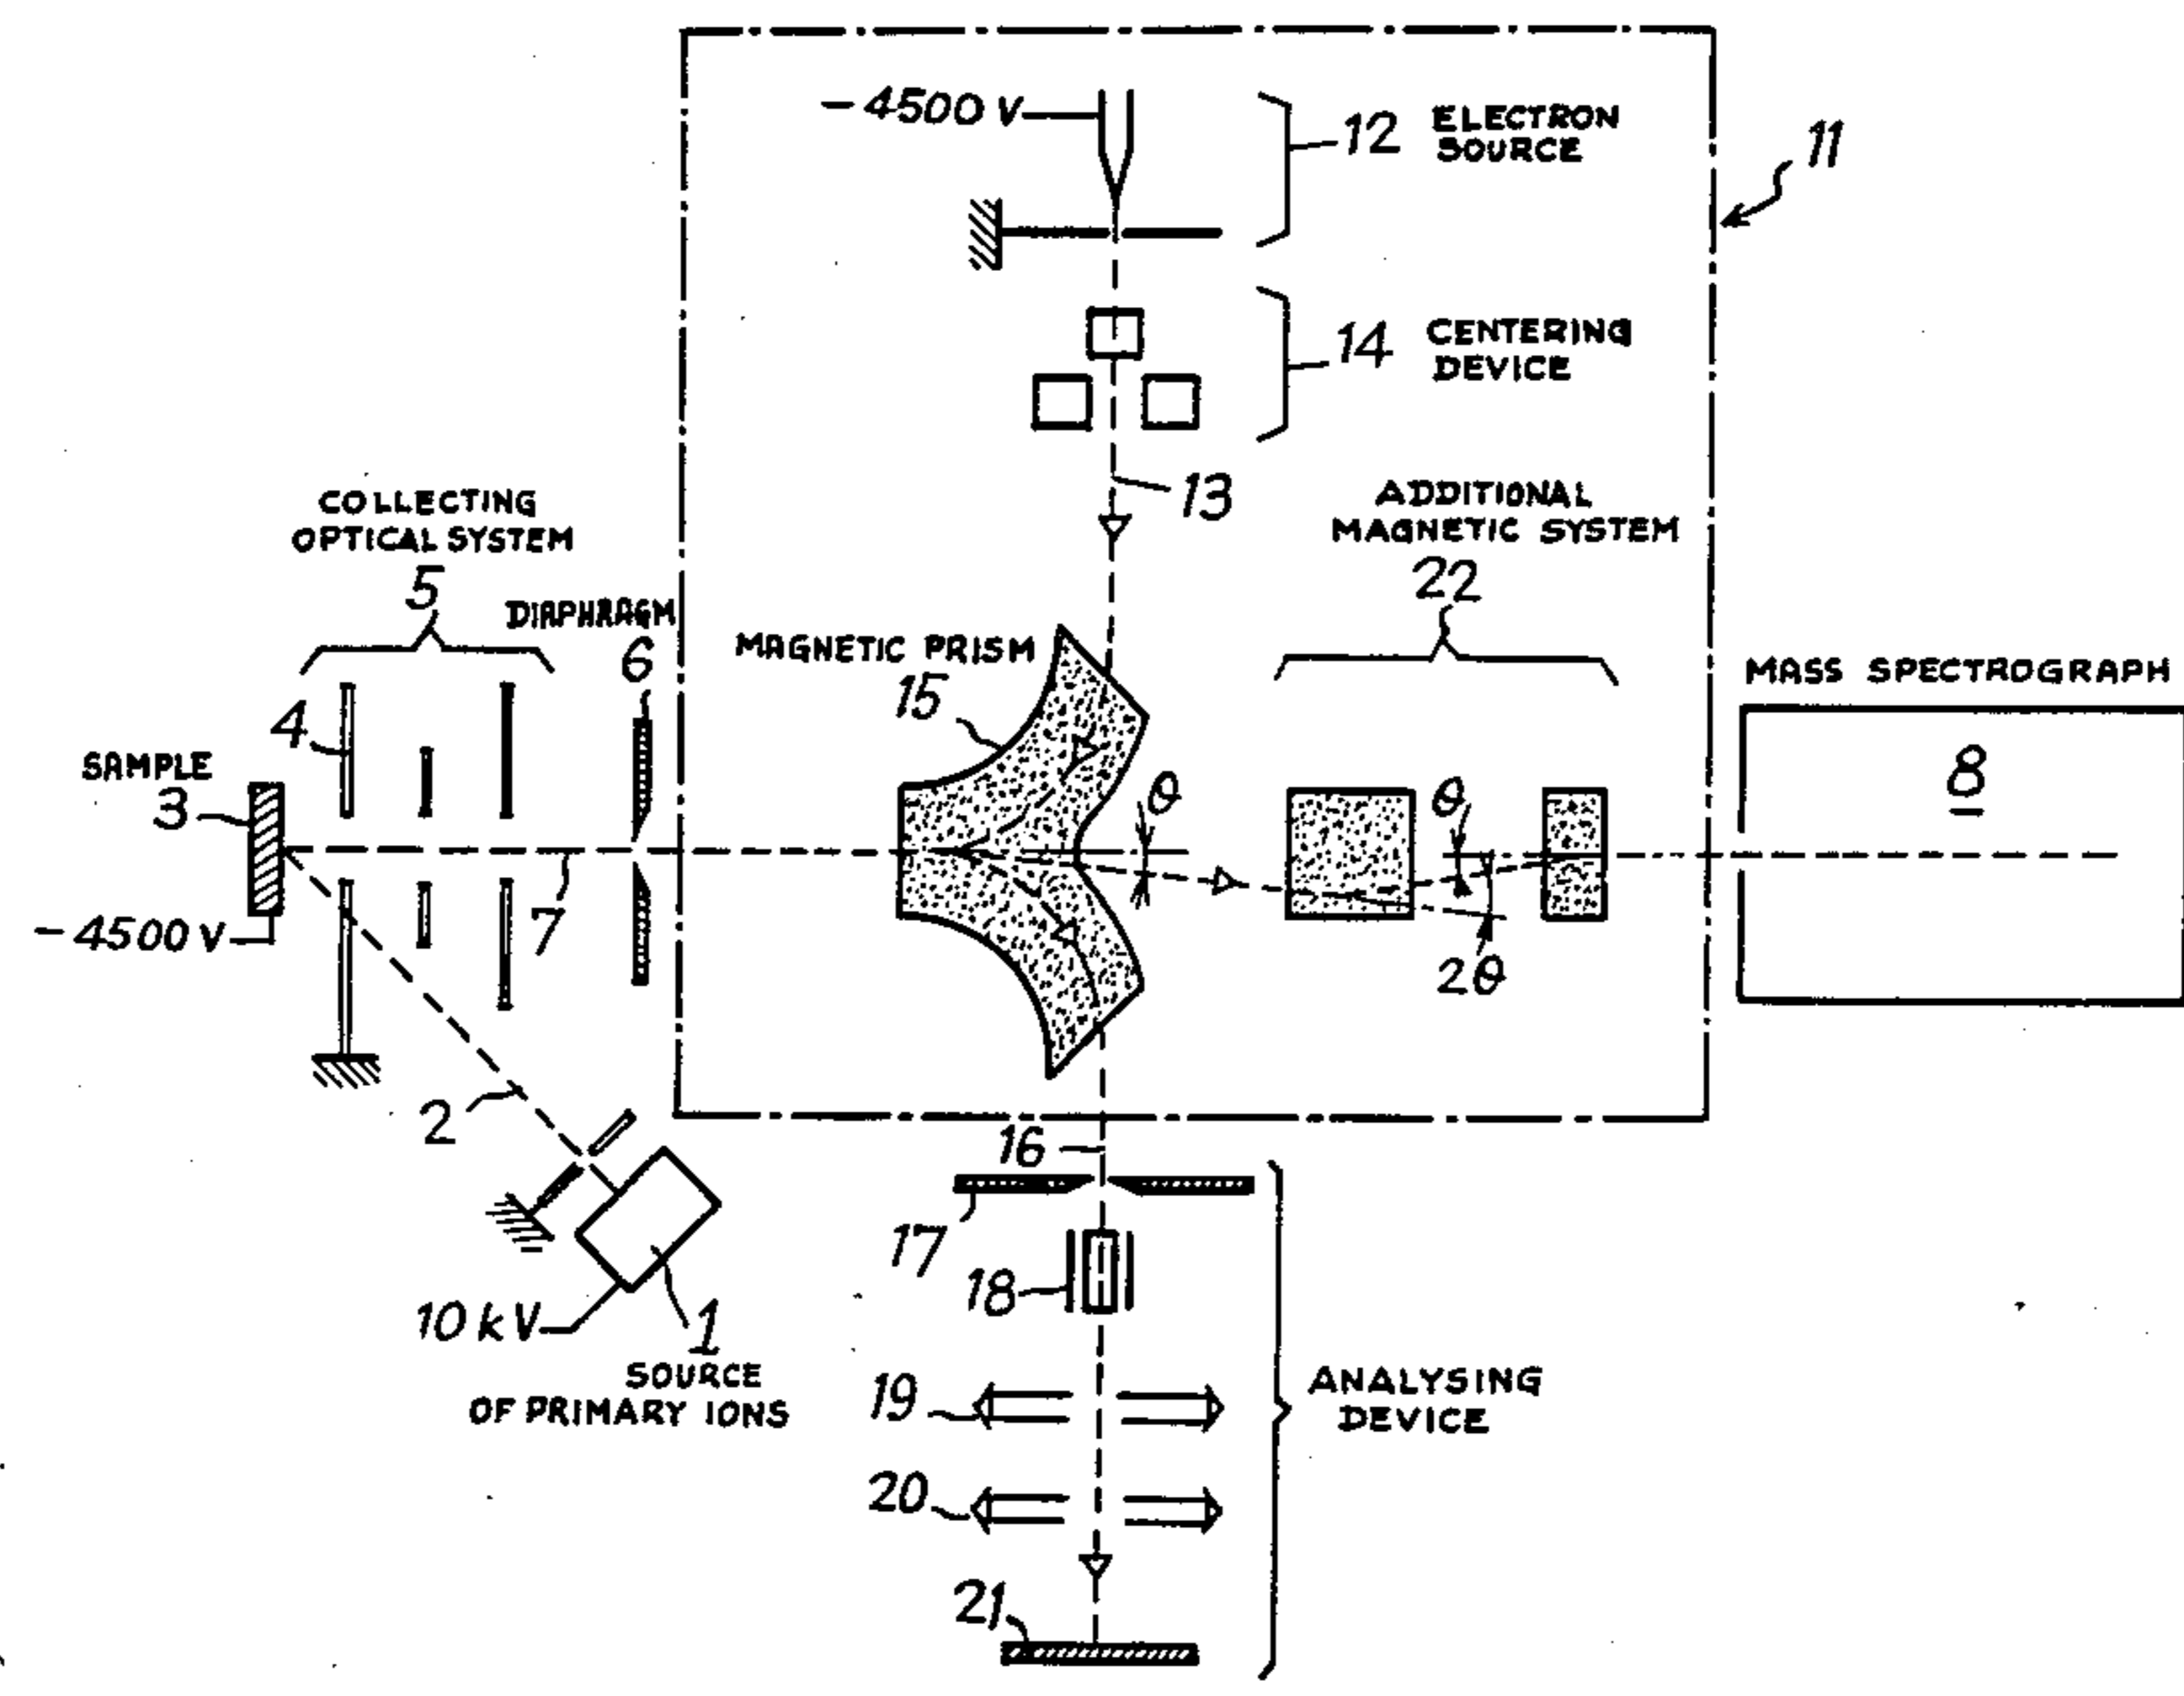 -4500 V
12 ELECTRON
SOURCE
11
14 CENTERING
DEVICE
13
COLLECTING
OPTICAL SYSTEM
5
ADDITIONAL
MAGNETIC SYSTEM
22
DIAPHRAGM
6
MAGNETIC PRISM
15
MASS SPECTROGRAPH
8
4
SAMPLE
3
θ
θ
2θ
7
-4500 V
2
16
17
18
10 kV
1
SOURCE
OF PRIMARY IONS
19
ANALYSING
DEVICE
20
21